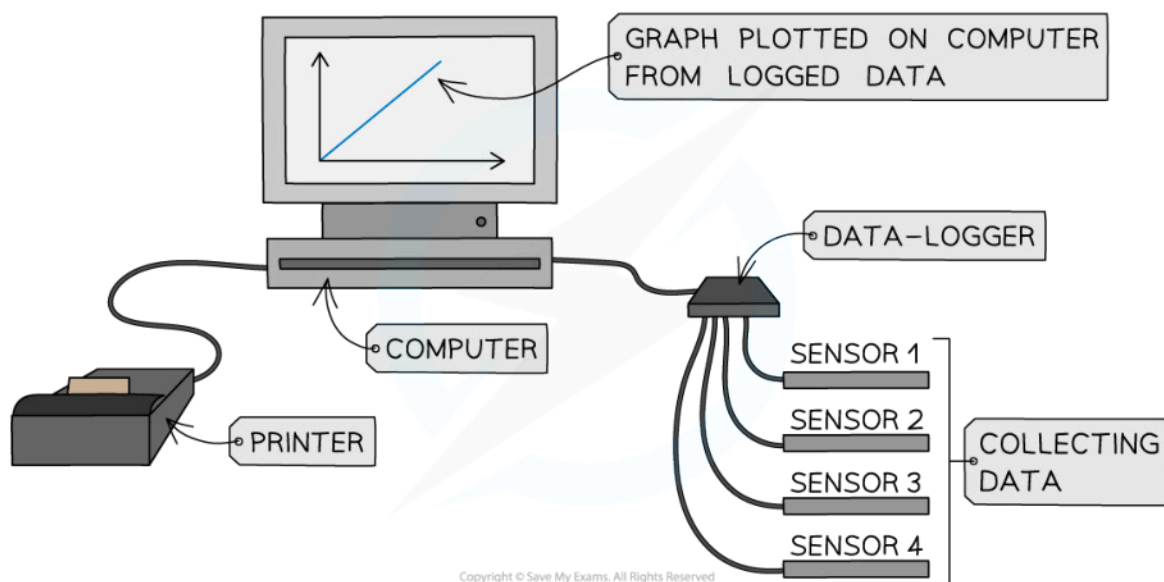 GRAPH PLOTTED ON COMPUTER
FROM LOGGED DATA
DATA-LOGGER
COMPUTER
SENSOR 1
SENSOR 2
PRINTER
COLLECTING
DATA
SENSOR 3
SENSOR 4
Copyright © Save My Exams. All Rights Reserved